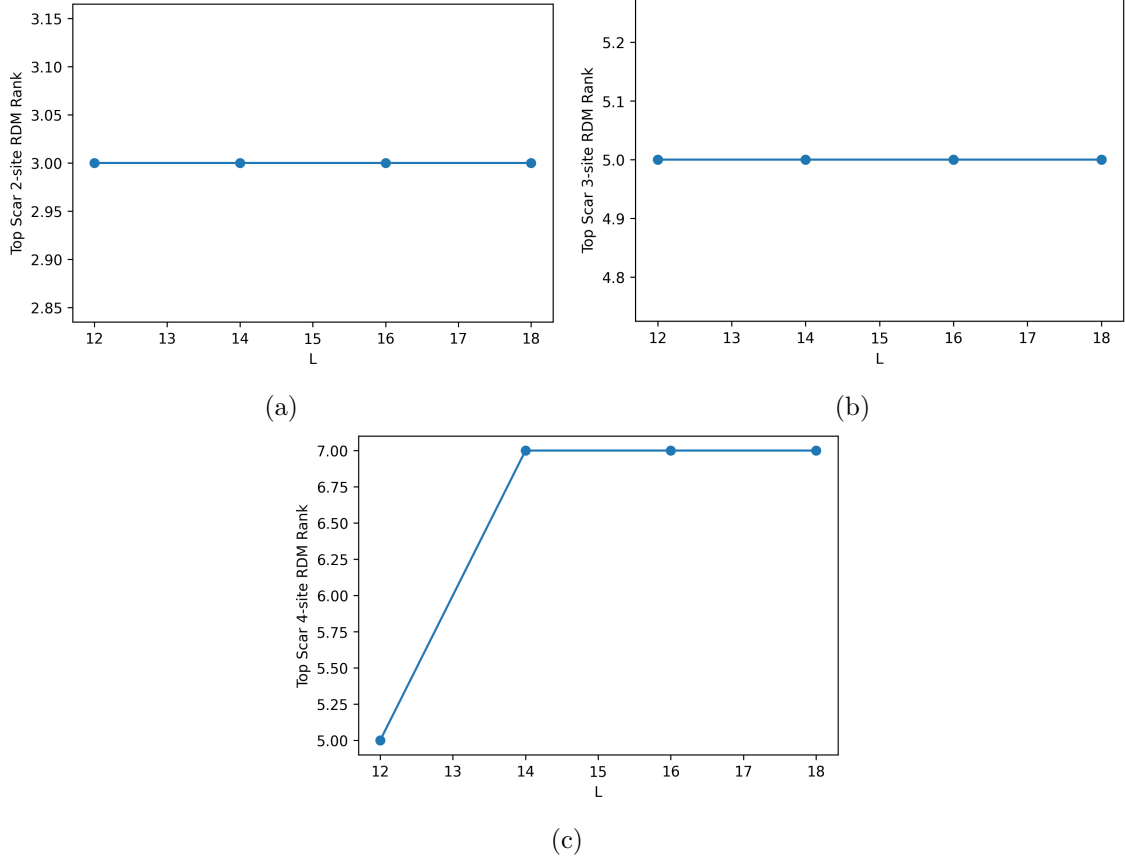 3.15
3.10
3.05
3.00
2.95
2.90
2.85
Top Scar 2-site RDM Rank
12 13 14 15 16 17 18
L
(a)
5.2
5.1
5.0
4.9
4.8
Top Scar 3-site RDM Rank
12 13 14 15 16 17 18
L
(b)
7.00
6.75
6.50
6.25
6.00
5.75
5.50
5.25
5.00
Top Scar 4-site RDM Rank
12 13 14 15 16 17 18
L
(c)